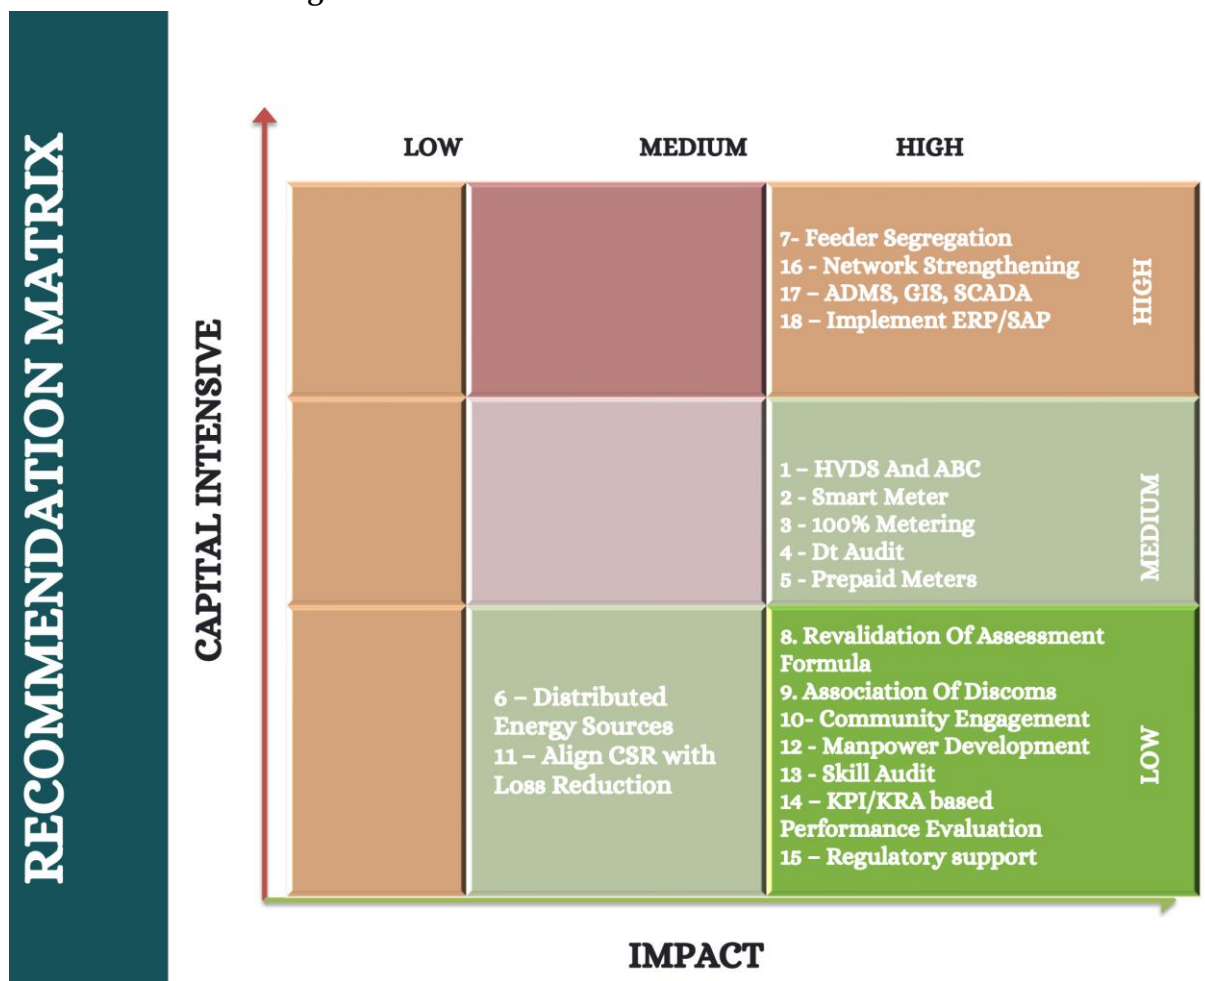 RECOMMENDATION MATRIX
CAPITAL INTENSIVE
LOW
MEDIUM
HIGH
7- Feeder Segregation
16 - Network Strengthening
17 – ADMS, GIS, SCADA
18 – Implement ERP/SAP
HIGH
1 – HVDS And ABC
2 - Smart Meter
3 - 100% Metering
4 - Dt Audit
5 - Prepaid Meters
MEDIUM
6 – Distributed
Energy Sources
11 – Align CSR with
Loss Reduction
8. Revalidation Of Assessment
Formula
9. Association Of Discoms
10- Community Engagement
12 - Manpower Development
13 - Skill Audit
14 – KPI/KRA based
Performance Evaluation
15 – Regulatory support
LOW
IMPACT